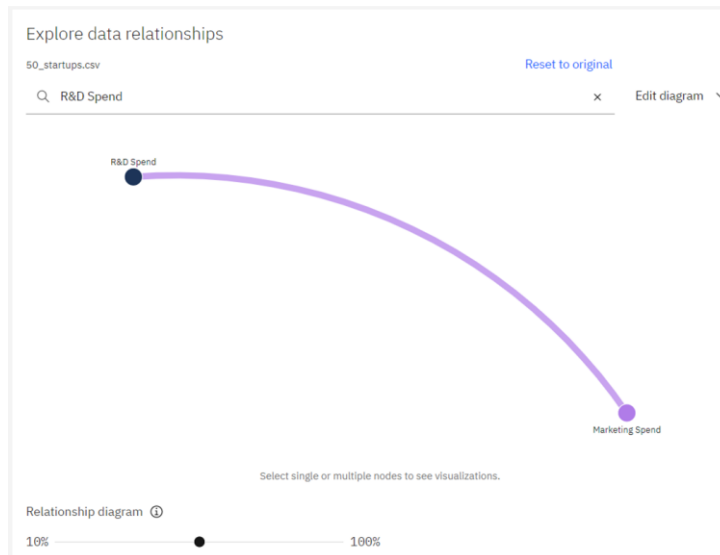 Explore data relationships
50_startups.csv
Reset to original
R&D Spend
×
Edit diagram
R&D Spend
Marketing Spend
Select single or multiple nodes to see visualizations.
Relationship diagram
10%
100%